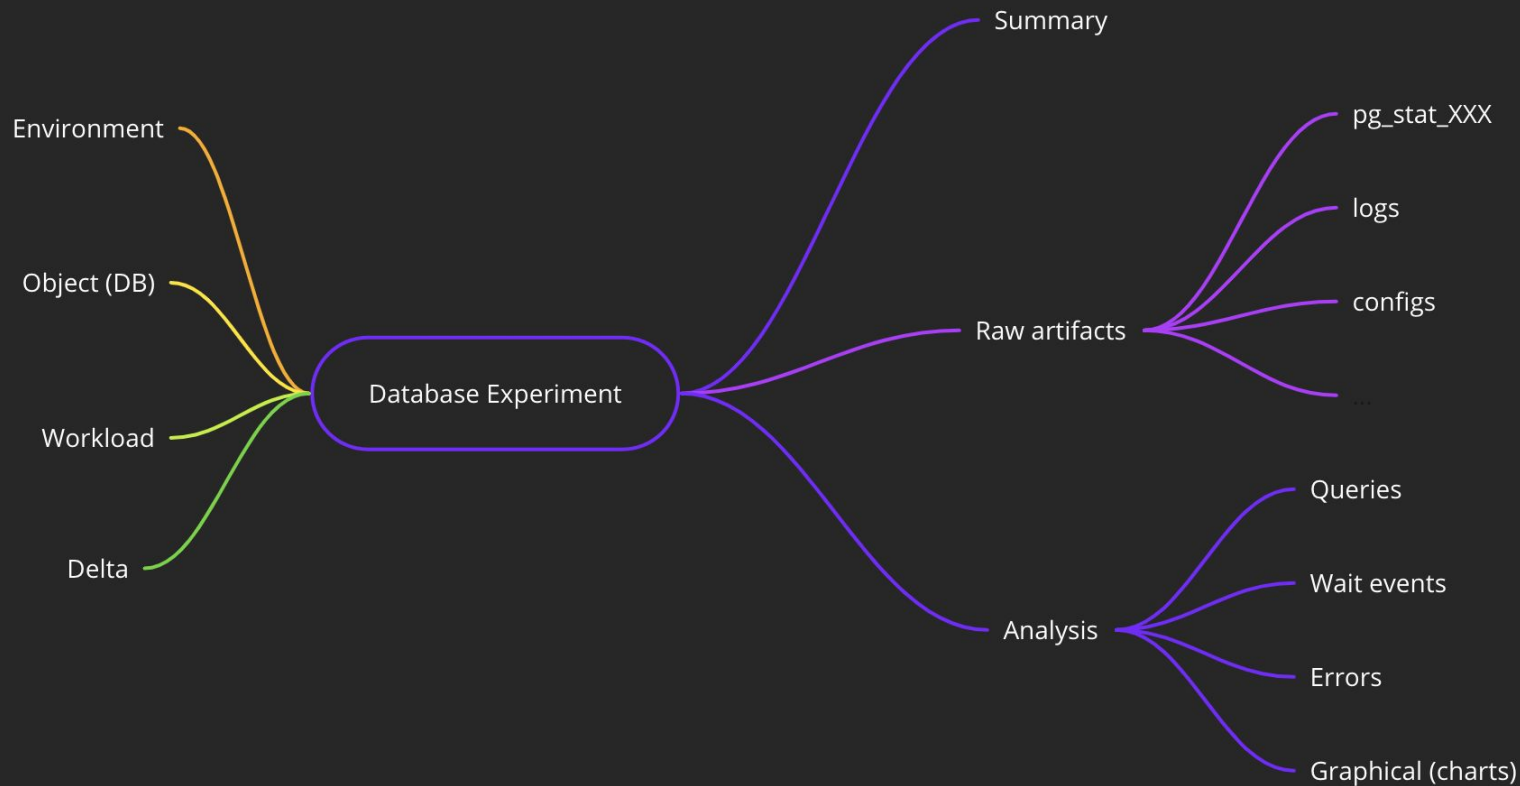 Summary
Environment
pg_stat_XXX
logs
Object (DB)
configs
Raw artifacts
Database Experiment
...
Workload
Queries
Delta
Wait events
Analysis
Errors
Graphical (charts)